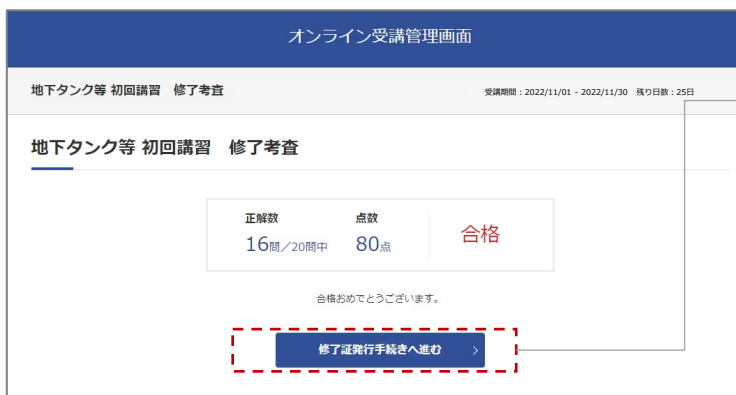 オンライン受講管理画面
地下タンク等 初回講習　修了考査　受講期間：2022/11/01 - 2022/11/30　残り日数：25日
地下タンク等 初回講習　修了考査
正解数　点数
16問／20問中　80点　合格
合格おめでとうございます。
修了証発行手続きへ進む